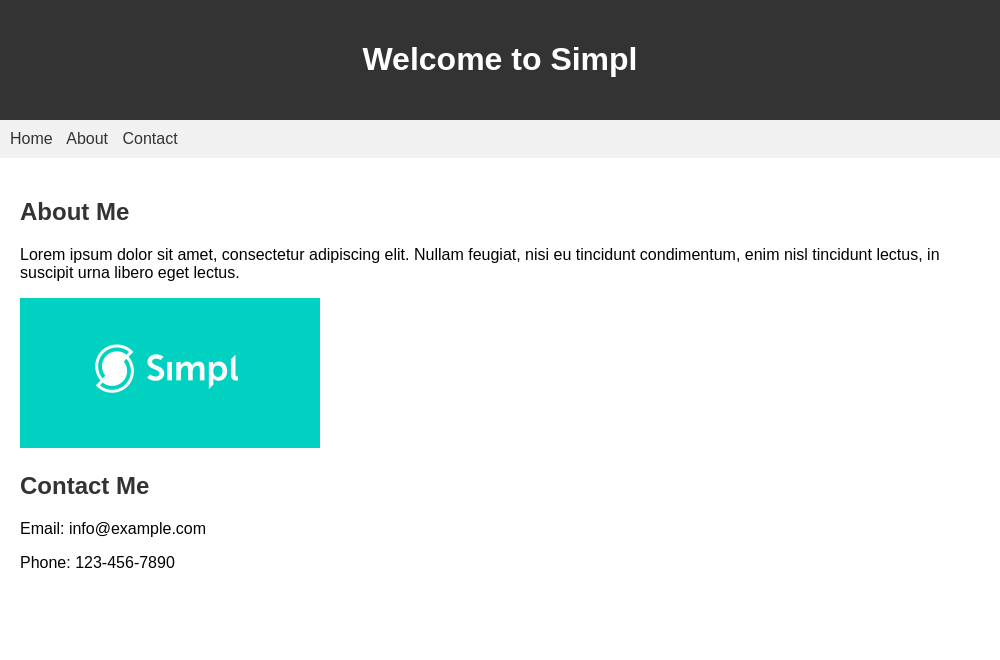 Welcome to Simpl
Home About Contact
About Me
Lorem ipsum dolor sit amet, consectetur adipiscing elit. Nullam feugiat, nisi eu tincidunt condimentum, enim nisl tincidunt lectus, in
suscipit urna libero eget lectus.
Simpl
Contact Me
Email: info@example.com
Phone: 123-456-7890